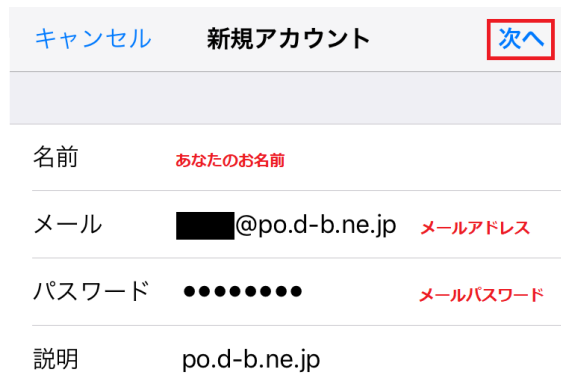 キャンセル 新規アカウント 次へ
名前 あなたのお名前
メール @po.d-b.ne.jp メールアドレス
パスワード ●●●●●●●● メールパスワード
説明 po.d-b.ne.jp